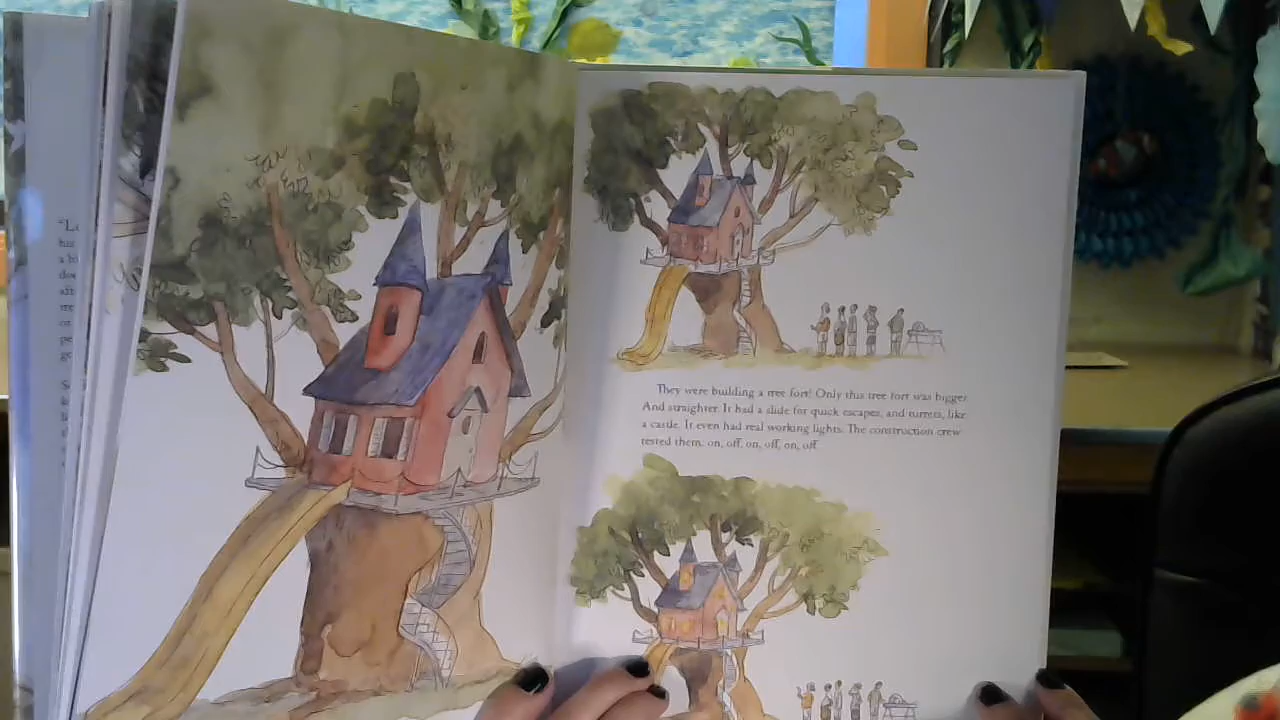 "Lo
ha
a b
They were building a tree fort! Only this tree fort was bigger.
And straighter. It had a slide for quick escapes, and turrets, like
a castle. It even had real working lights. The construction crew
tested them, on, off, on, off, on, off.